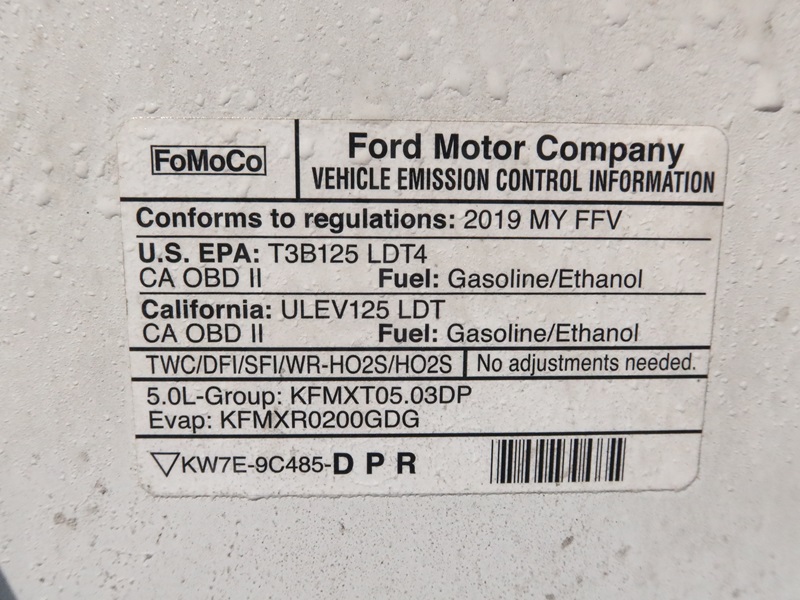 FoMoCo
Ford Motor Company
VEHICLE EMISSION CONTROL INFORMATION
Conforms to regulations: 2019 MY FFV
U.S. EPA: T3B125 LDT4
CA OBD II Fuel: Gasoline/Ethanol
California: ULEV125 LDT
CA OBD II Fuel: Gasoline/Ethanol
TWC/DFI/SFI/WR-HO2S/HO2S No adjustments needed.
5.0L-Group: KFMXT05.03DP
Evap: KFMXR0200GDG
▽KW7E-9C485-D P R